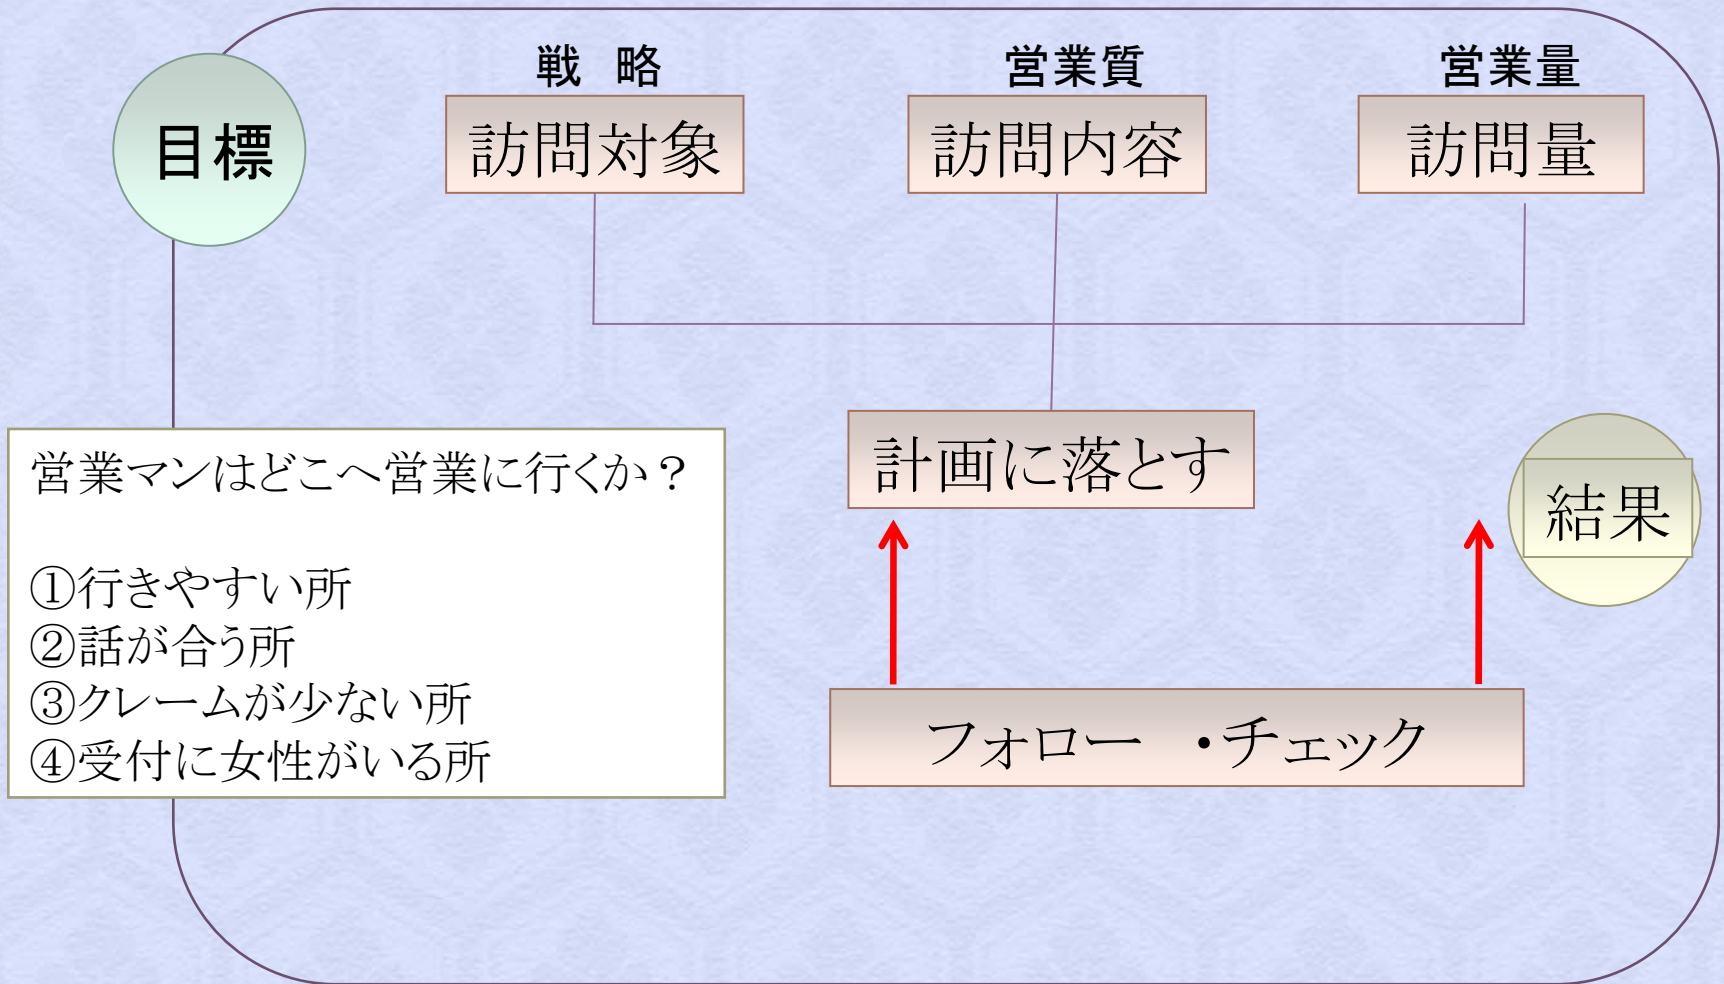 目標
戦　略
訪問対象
営業質
訪問内容
営業量
訪問量
計画に落とす
結果
営業マンはどこへ営業に行くか？
①行きやすい所
②話が合う所
③クレームが少ない所
④受付に女性がいる所
フォロー　・チェック